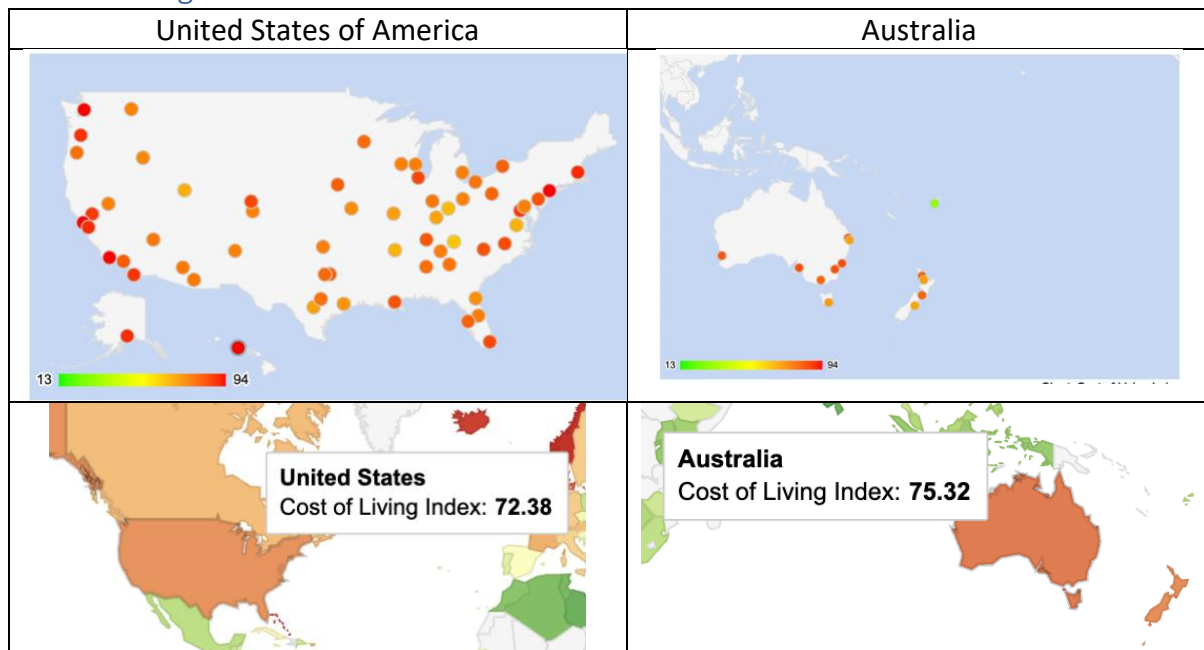 United States of America
Australia
13
94
13
94
United States
Cost of Living Index: 72.38
Australia
Cost of Living Index: 75.32